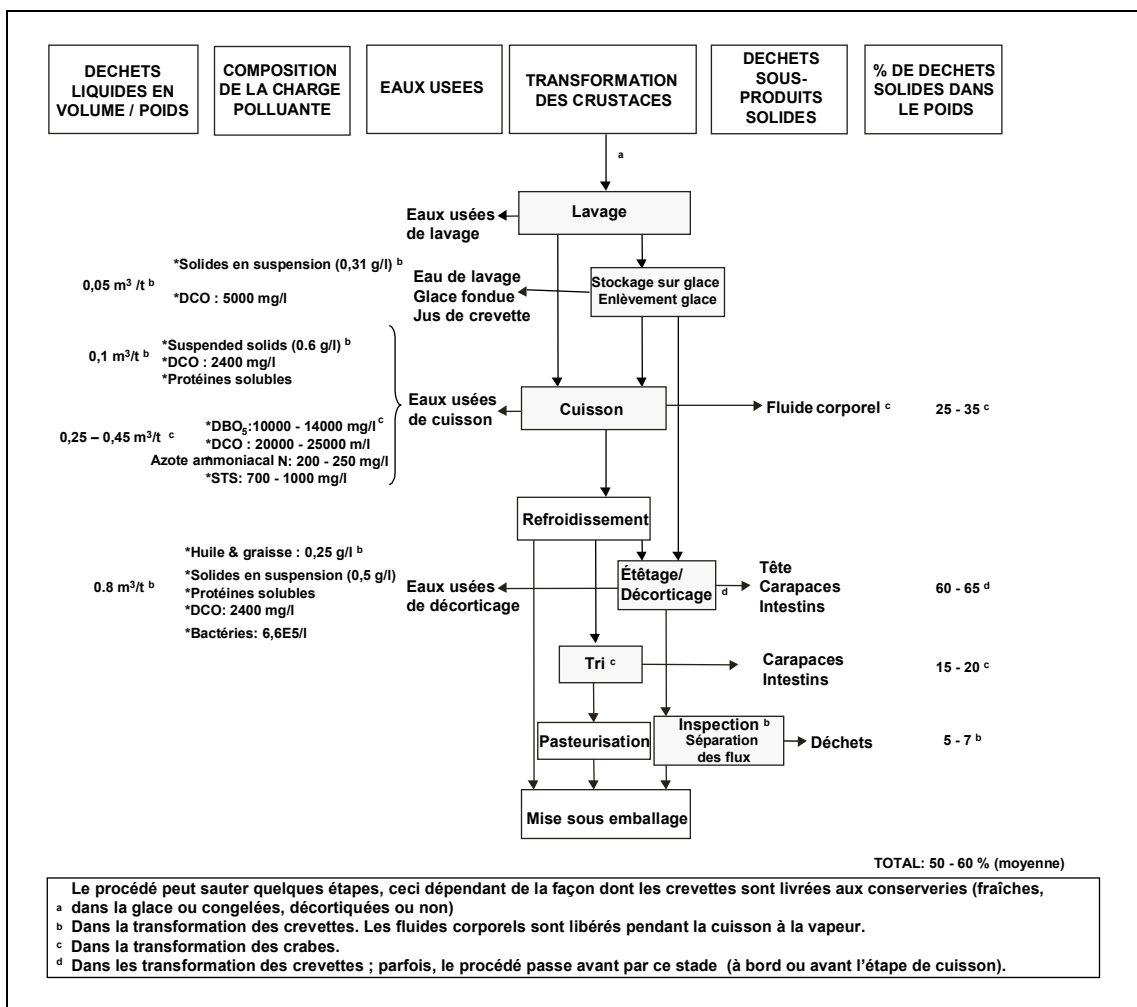 DECHETS
LIQUIDES EN
VOLUME / POIDS
COMPOSITION
DE LA CHARGE
POLLUANTE
EAUX USEES
TRANSFORMATION
DES CRUSTACES
DECHETS
SOUS-
PRODUITS
SOLIDES
% DE DECHETS
SOLIDES DANS
LE POIDS
a
Lavage
Eaux usées
de lavage
*Solides en suspension (0,31 g/l) b
0,05 m³ /t b
*DCO : 5000 mg/l
Eau de lavage
Glace fondue
Jus de crevette
Stockage sur glace
Enlèvement glace
0,1 m³/t b
*Suspended solids (0.6 g/l) b
*DCO : 2400 mg/l
*Protéines solubles
Eaux usées
de cuisson
Cuisson
Fluide corporel c
25 - 35 c
0,25 – 0,45 m³/t c
*DBO₅:10000 - 14000 mg/l c
*DCO : 20000 - 25000 m/l
*Azote ammoniacal N: 200 - 250 mg/l
*STS: 700 - 1000 mg/l
Refroidissement
*Huile & graisse : 0,25 g/l b
0.8 m³/t b
*Solides en suspension (0,5 g/l)
*Protéines solubles
*DCO: 2400 mg/l
*Bactéries: 6,6E5/l
Eaux usées
de décorticage
Étêtage/
Décorticage d
Tête
Carapaces
Intestins
60 - 65 d
Tri c
Carapaces
Intestins
15 - 20 c
Pasteurisation
Inspection b
Séparation
des flux
Déchets
5 - 7 b
Mise sous emballage
TOTAL: 50 - 60 % (moyenne)
Le procédé peut sauter quelques étapes, ceci dépendant de la façon dont les crevettes sont livrées aux conserveries (fraîches,
a dans la glace ou congelées, décortiquées ou non)
b Dans la transformation des crevettes. Les fluides corporels sont libérés pendant la cuisson à la vapeur.
c Dans la transformation des crabes.
d Dans les transformation des crevettes ; parfois, le procédé passe avant par ce stade (à bord ou avant l’étape de cuisson).